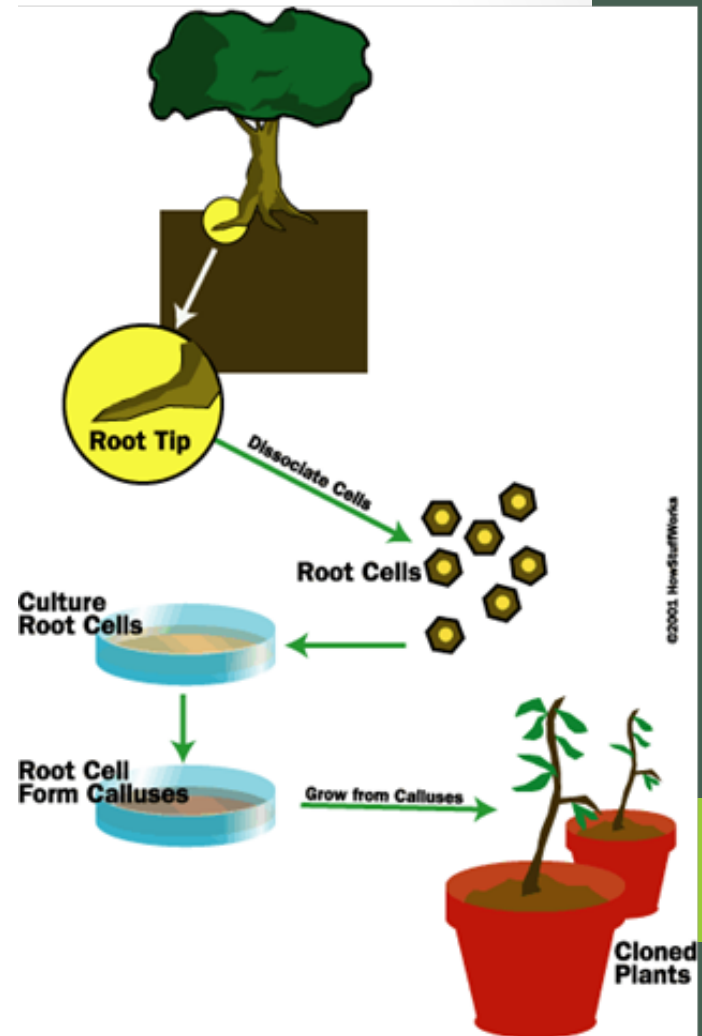 Root Tip
Dissociate Cells
Root Cells
©2001 HowStuffWorks
Culture
Root Cells
Root Cell
Form Calluses
Grow from Calluses
Cloned
Plants